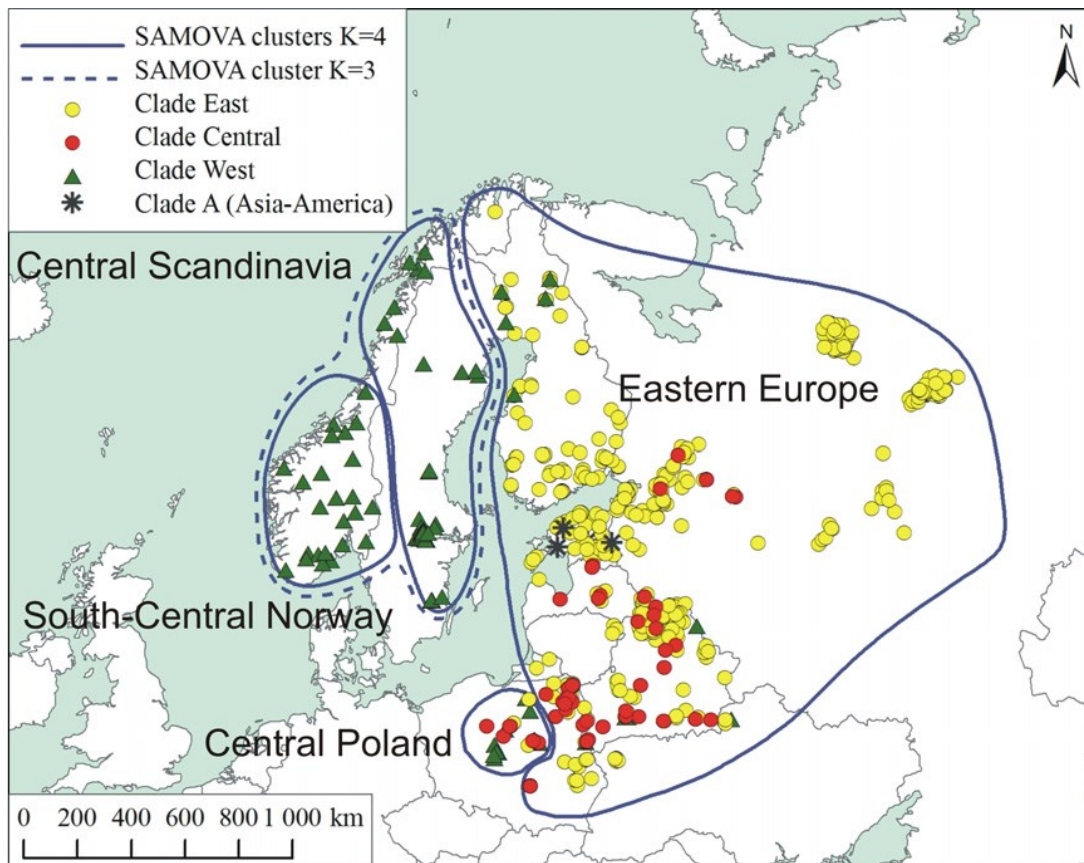 SAMOVA clusters K=4
SAMOVA cluster K=3
Clade East
Clade Central
Clade West
Clade A (Asia-America)
N
Central Scandinavia
Eastern Europe
South-Central Norway
Central Poland
0 200 400 600 800 1 000 km